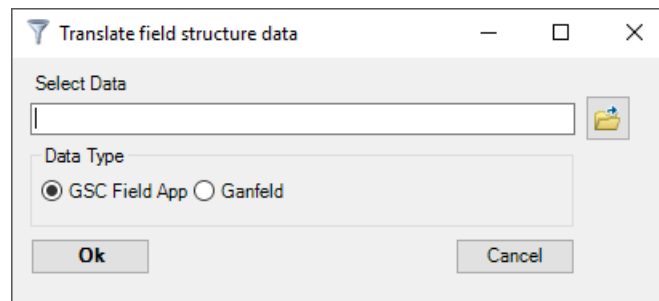 Translate field structure data
Select Data
Data Type
GSC Field App Ganfeld
Ok Cancel